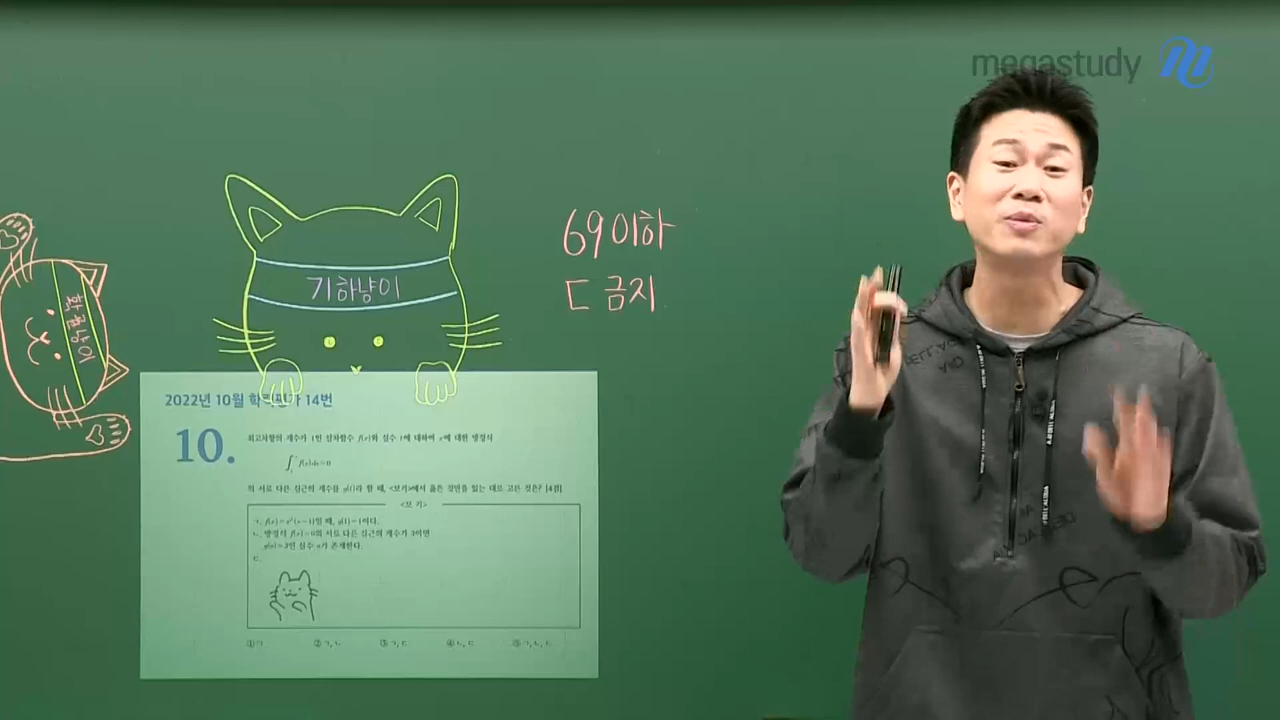 megastudy
69이하
ㄷ 금지
기하냥이
확률냥이
2022년 10월 학력평가 14번
10.
최고차항의 계수가 1인 삼차함수 f(x)와 실수 t에 대하여 x에 대한 방정식
의 서로 다른 실근의 개수를 g(t)라 할 때, <보기>에서 옳은 것만을 있는 대로 고른 것은? [4점]
<보 기>
ㄱ. f(x)=x²(x-1)일 때, g(1)=1이다.
ㄴ. 방정식 f(x)=0의 서로 다른 실근의 개수가 3이면
g(a)=3인 실수 a가 존재한다.
ㄷ.
① ㄱ ② ㄱ, ㄴ ③ ㄱ, ㄷ ④ ㄴ, ㄷ ⑤ ㄱ, ㄴ, ㄷ